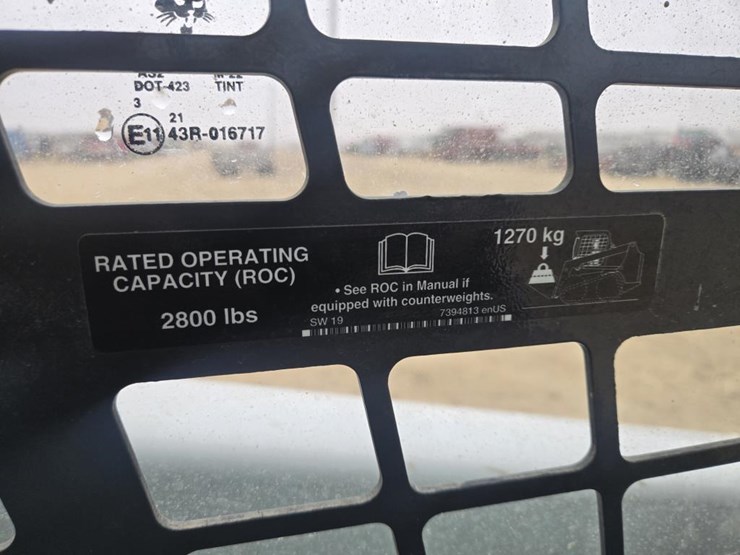 DOT-423 TINT
3
21
E11 43R-016717
RATED OPERATING
CAPACITY (ROC)
2800 lbs
• See ROC in Manual if
equipped with counterweights.
SW 19
7394813 enUS
1270 kg